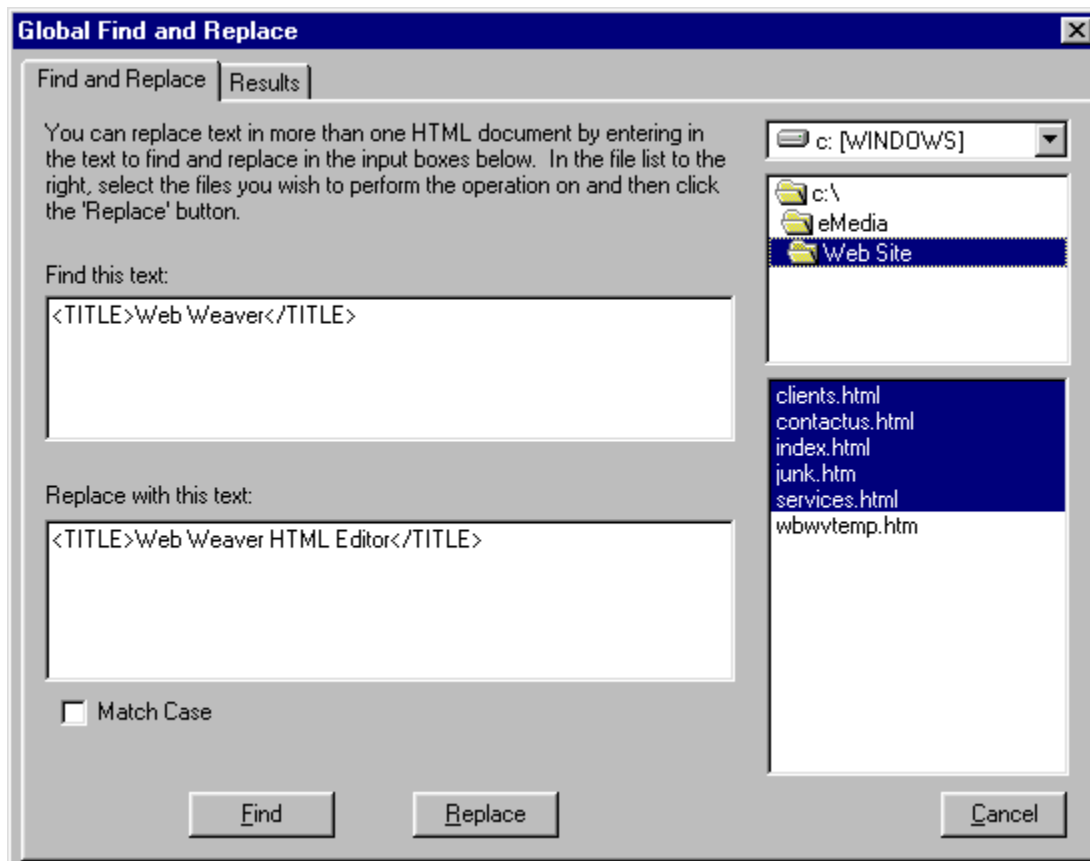 Global Find and Replace
Find and Replace
Results
You can replace text in more than one HTML document by entering in
the text to find and replace in the input boxes below.  In the file list to the
right, select the files you wish to perform the operation on and then click
the 'Replace' button.
Find this text:
<TITLE>Web Weaver</TITLE>
Replace with this text:
<TITLE>Web Weaver HTML Editor</TITLE>
Match Case
Find
Replace
c: [WINDOWS]
c:\
eMedia
Web Site
clients.html
contactus.html
index.html
junk.htm
services.html
wbwvtemp.htm
Cancel